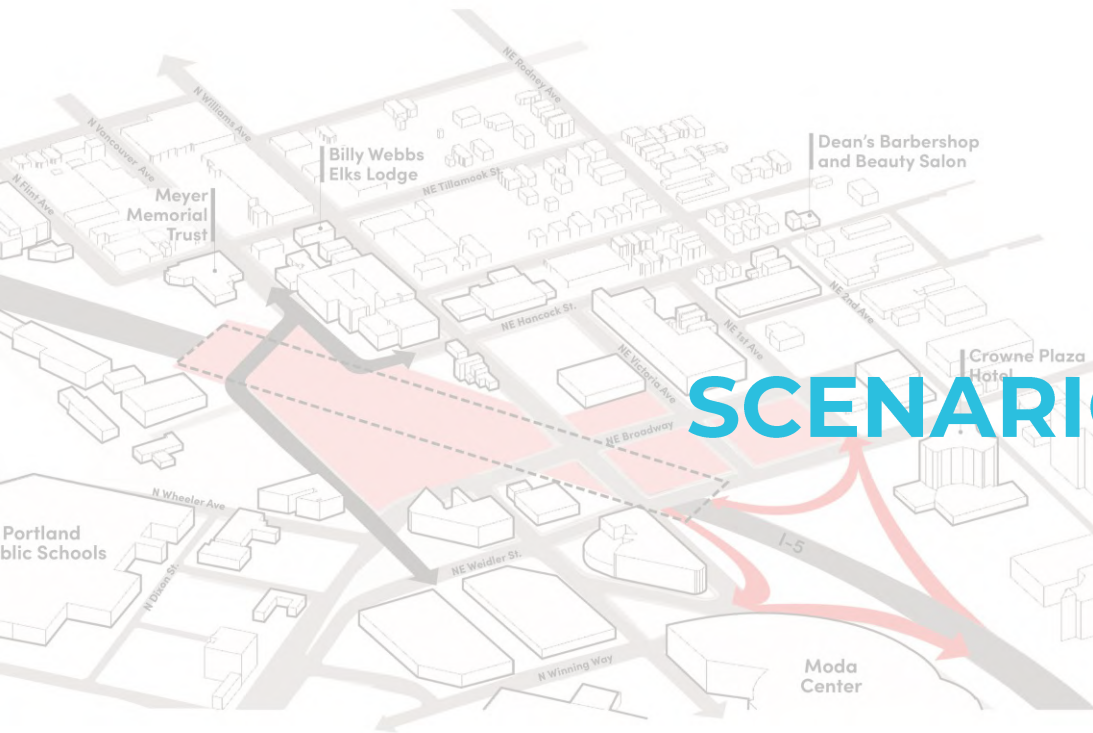 NE Rodney Ave
N Williams Ave
N Vancouver Ave
N Flint Ave
Billy Webbs
Elks Lodge
Dean's Barbershop
and Beauty Salon
NE Tillamook St.
Meyer
Memorial
Trust
NE Hancock St.
NE 2nd Ave
NE 1st Ave
NE Victoria Ave
Crowne Plaza
Hotel
SCENARIO
NE Broadway
N Wheeler Ave
Portland
blic Schools
I-5
NE Weidler St.
N Dixon St.
N Winning Way
Moda
Center